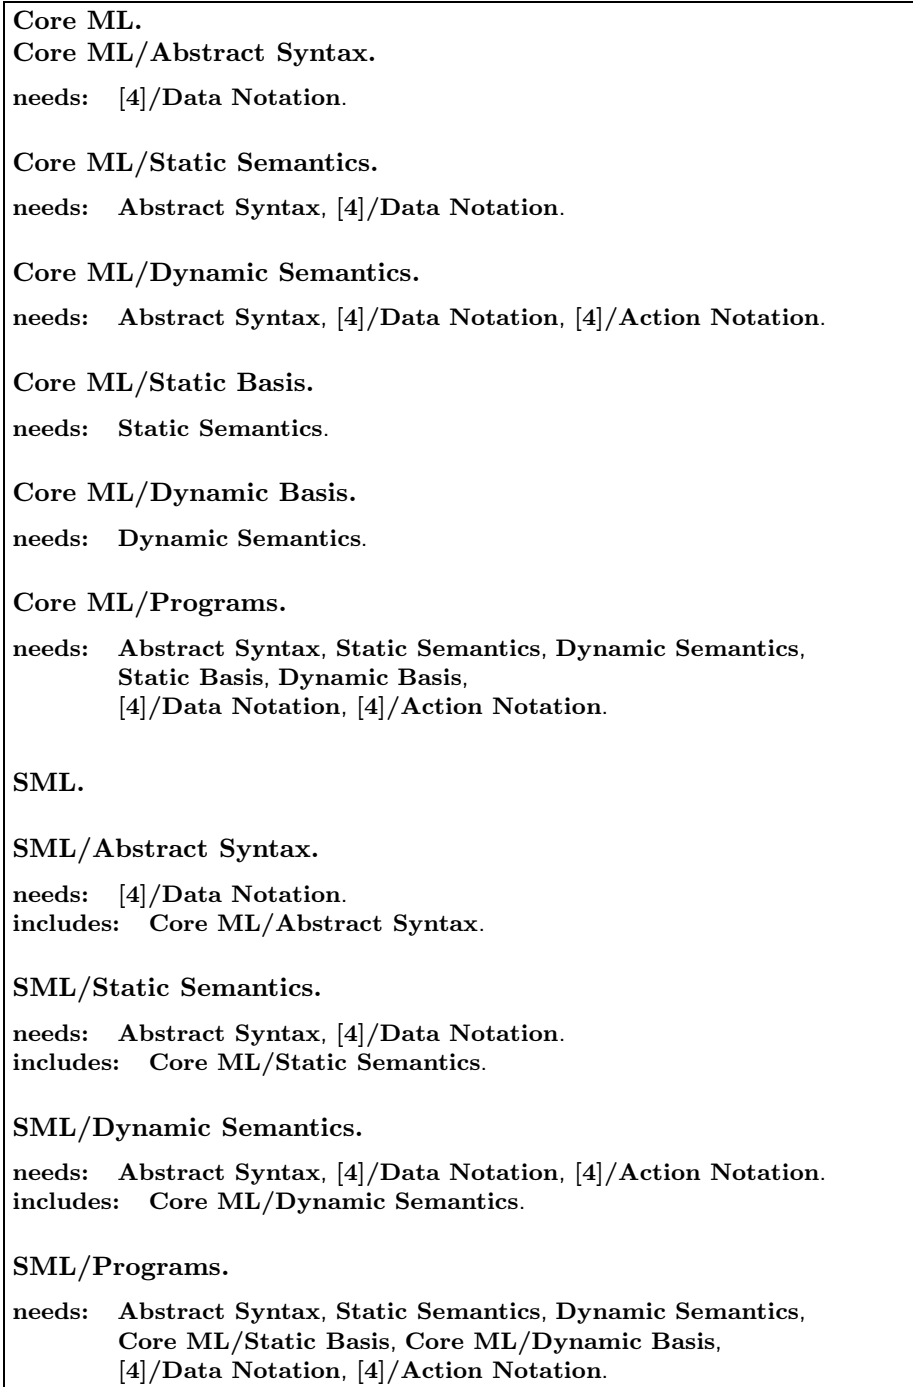 Core ML.
Core ML/Abstract Syntax.
needs: [4]/Data Notation.
Core ML/Static Semantics.
needs: Abstract Syntax, [4]/Data Notation.
Core ML/Dynamic Semantics.
needs: Abstract Syntax, [4]/Data Notation, [4]/Action Notation.
Core ML/Static Basis.
needs: Static Semantics.
Core ML/Dynamic Basis.
needs: Dynamic Semantics.
Core ML/Programs.
needs: Abstract Syntax, Static Semantics, Dynamic Semantics,
Static Basis, Dynamic Basis,
[4]/Data Notation, [4]/Action Notation.
SML.
SML/Abstract Syntax.
needs: [4]/Data Notation.
includes: Core ML/Abstract Syntax.
SML/Static Semantics.
needs: Abstract Syntax, [4]/Data Notation.
includes: Core ML/Static Semantics.
SML/Dynamic Semantics.
needs: Abstract Syntax, [4]/Data Notation, [4]/Action Notation.
includes: Core ML/Dynamic Semantics.
SML/Programs.
needs: Abstract Syntax, Static Semantics, Dynamic Semantics,
Core ML/Static Basis, Core ML/Dynamic Basis,
[4]/Data Notation, [4]/Action Notation.